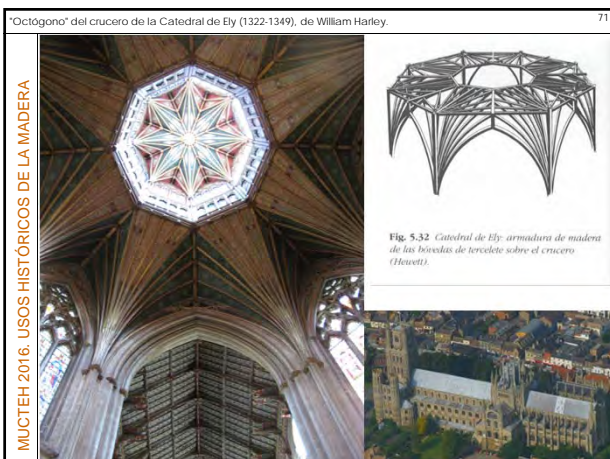 "Octógono" del crucero de la Catedral de Ely (1322-1349), de William Harley.
71
MUCTEH 2016. USOS HISTÓRICOS DE LA MADERA
Fig. 5.32 Catedral de Ely: armadura de madera
de las bóvedas de tercelete sobre el crucero
(Hewett).